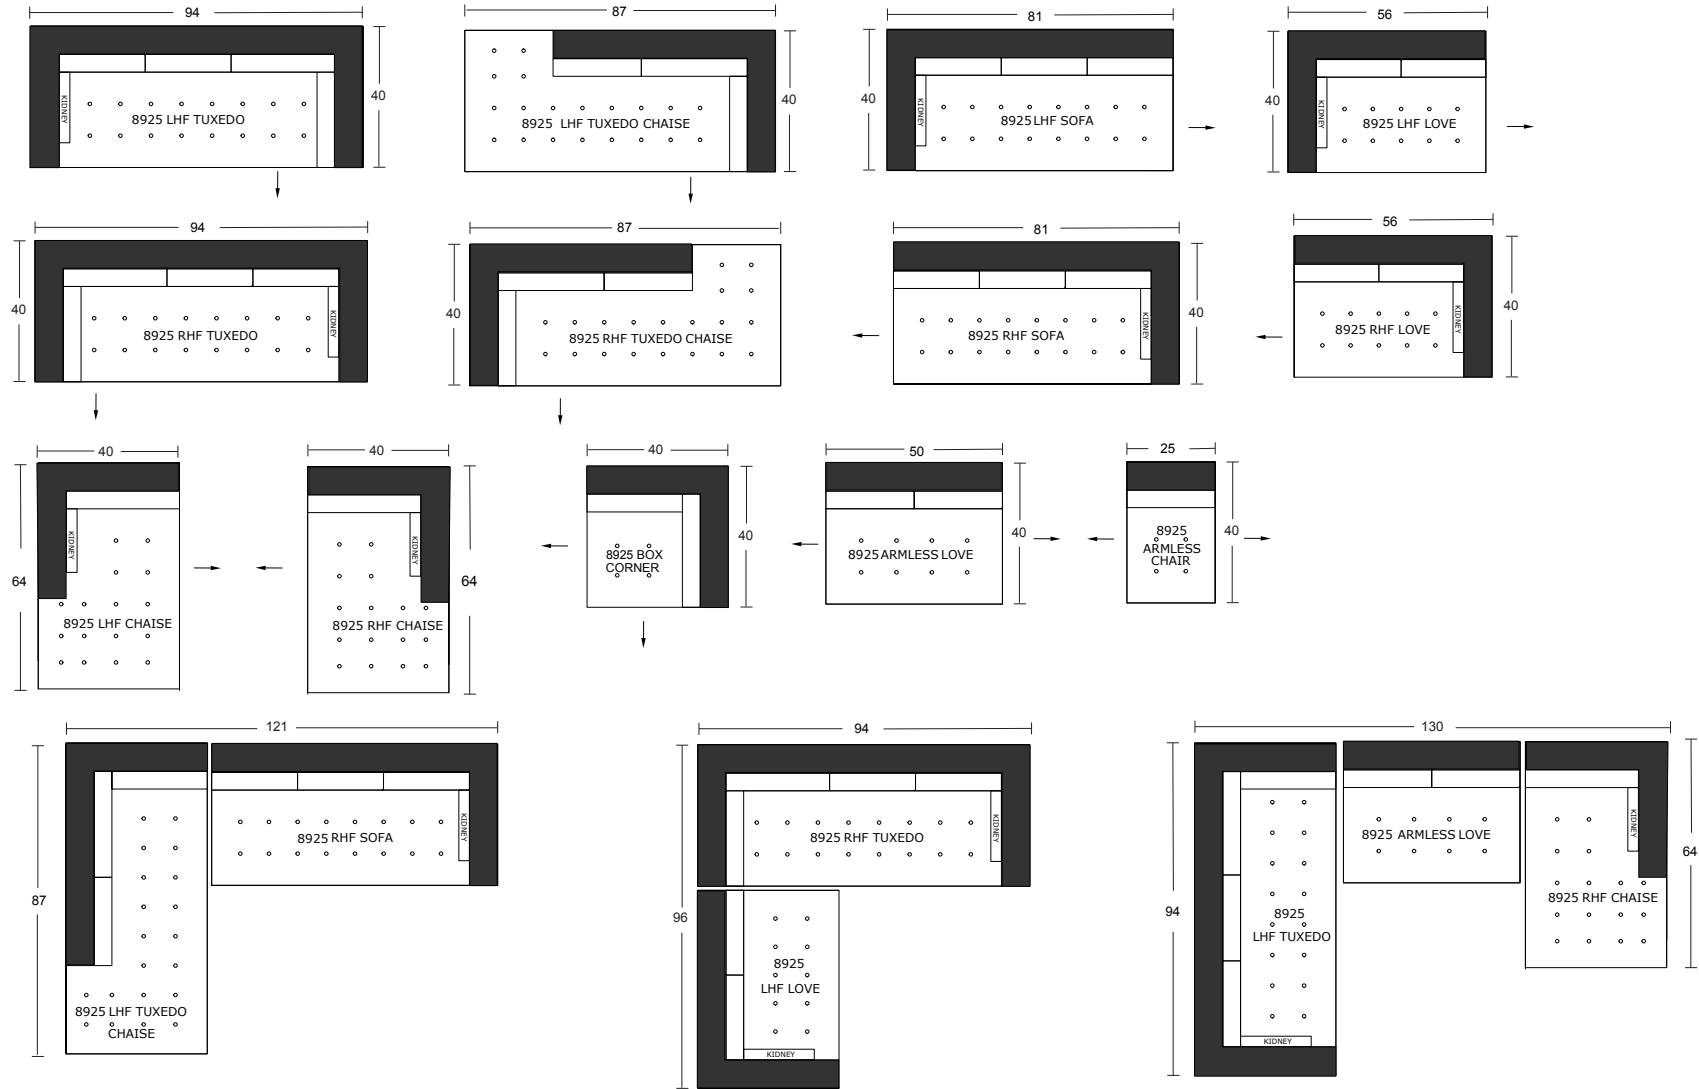 94
40
KIDNEY
8925 LHF TUXEDO
87
40
8925 LHF TUXEDO CHAISE
81
40
KIDNEY
8925 LHF SOFA
56
40
KIDNEY
8925 LHF LOVE
94
40
8925 RHF TUXEDO
KIDNEY
87
40
8925 RHF TUXEDO CHAISE
81
8925 RHF SOFA
KIDNEY
40
56
8925 RHF LOVE
KIDNEY
40
40
64
KIDNEY
8925 LHF CHAISE
40
KIDNEY
64
8925 RHF CHAISE
40
40
8925 BOX
CORNER
50
40
8925 ARMLESS LOVE
25
40
8925
ARMLESS
CHAIR
121
87
8925 RHF SOFA
KIDNEY
8925 LHF TUXEDO
CHAISE
94
96
8925 RHF TUXEDO
KIDNEY
8925
LHF LOVE
KIDNEY
130
94
8925
LHF TUXEDO
KIDNEY
8925 ARMLESS LOVE
KIDNEY
8925 RHF CHAISE
64